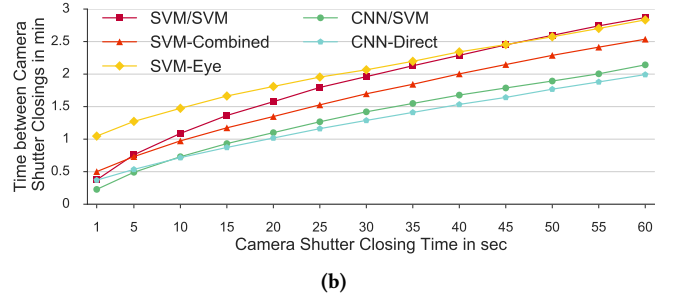 SVM/SVM
CNN/SVM
SVM-Combined
CNN-Direct
SVM-Eye
Time between Camera
Shutter Closings in min
3
2.5
2
1.5
1
0.5
0
1 5 10 15 20 25 30 35 40 45 50 55 60
Camera Shutter Closing Time in sec
(b)